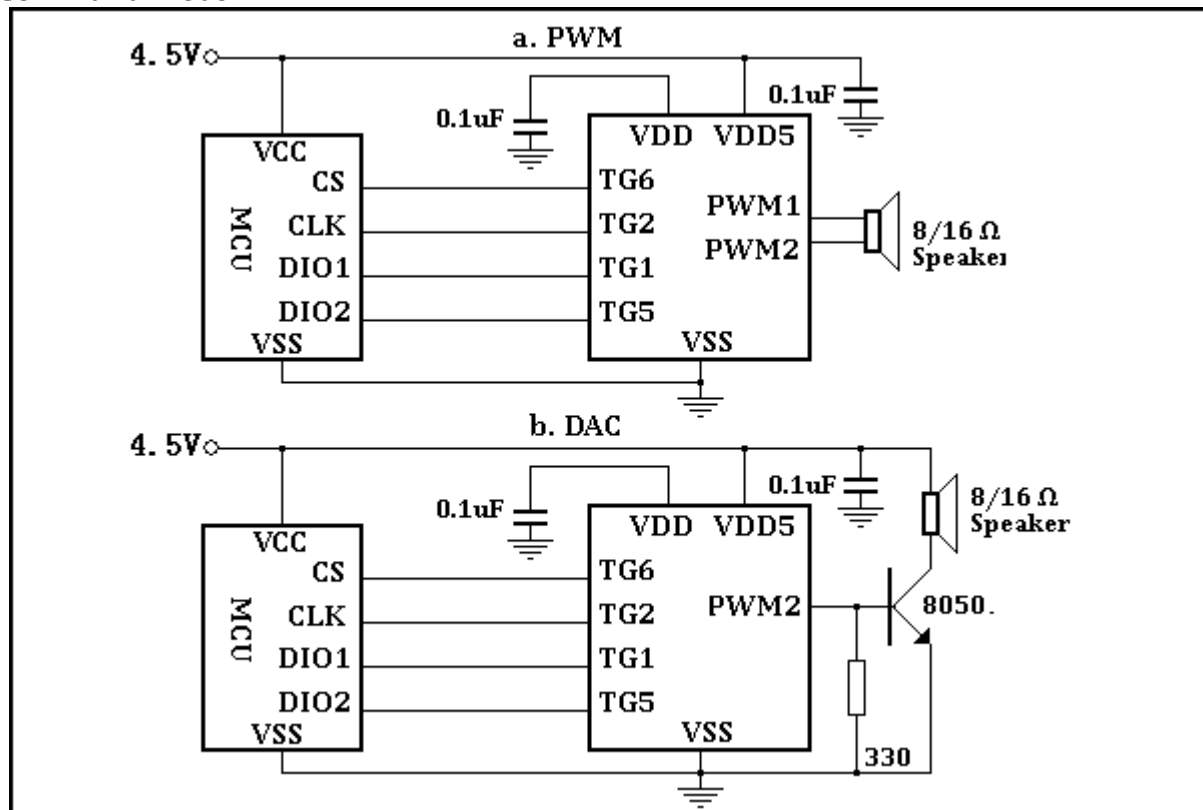 a. PWM
4.5V
0.1uF
0.1uF
VDD VDD5
VCC
CS
CLK
DIO1
DIO2
VSS
MCU
TG6
TG2
TG1
TG5
PWM1
PWM2
VSS
8/16 Ω
Speaker
b. DAC
4.5V
0.1uF
0.1uF
VDD VDD5
VCC
CS
CLK
DIO1
DIO2
VSS
MCU
TG6
TG2
TG1
TG5
PWM2
VSS
8/16 Ω
Speaker
8050.
330